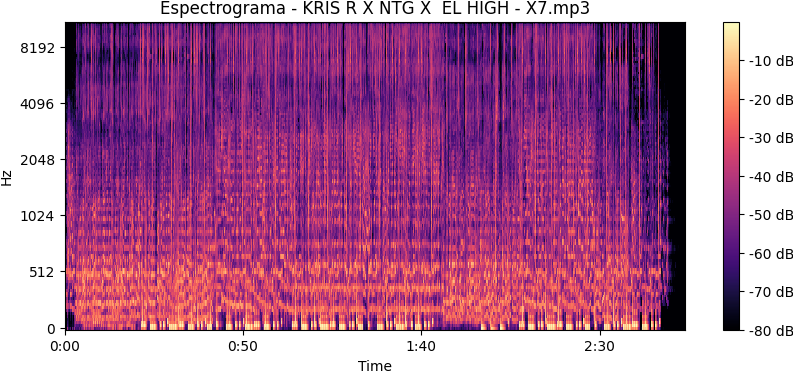 Espectrograma - KRIS R X NTG X  EL HIGH - X7.mp3
8192
4096
2048
1024
512
0
Hz
0:00
0:50
1:40
2:30
Time
-10 dB
-20 dB
-30 dB
-40 dB
-50 dB
-60 dB
-70 dB
-80 dB